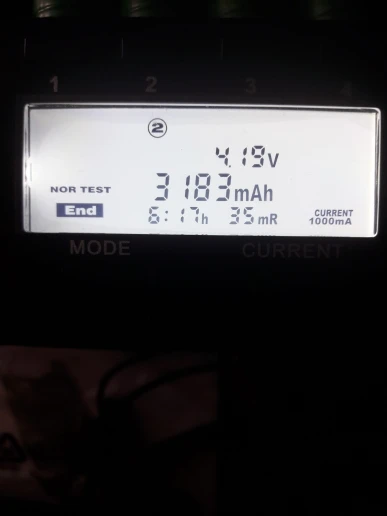 1 2 3 4
2
4.19V
NOR TEST 3183mAh
End 6:17h 35mR CURRENT 1000mA
MODE CURRENT